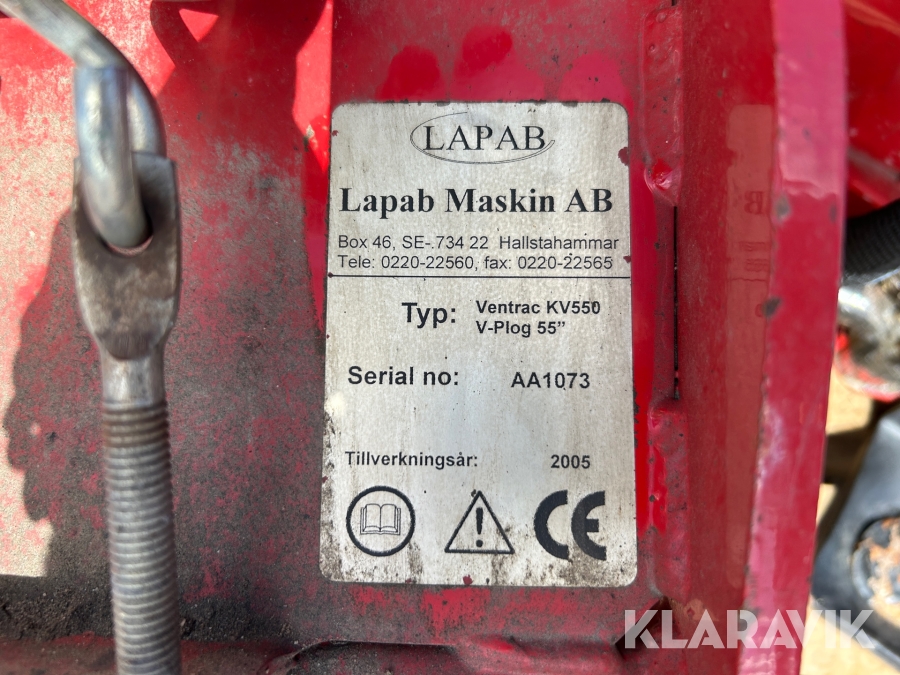 LAPAB
Lapab Maskin AB
Box 46, SE-.734 22 Hallstahammar
Tele: 0220-22560, fax: 0220-22565
Typ: Ventrac KV550
V-Plog 55”
Serial no: AA1073
Tillverkningsår: 2005
CE
KLARAVIK